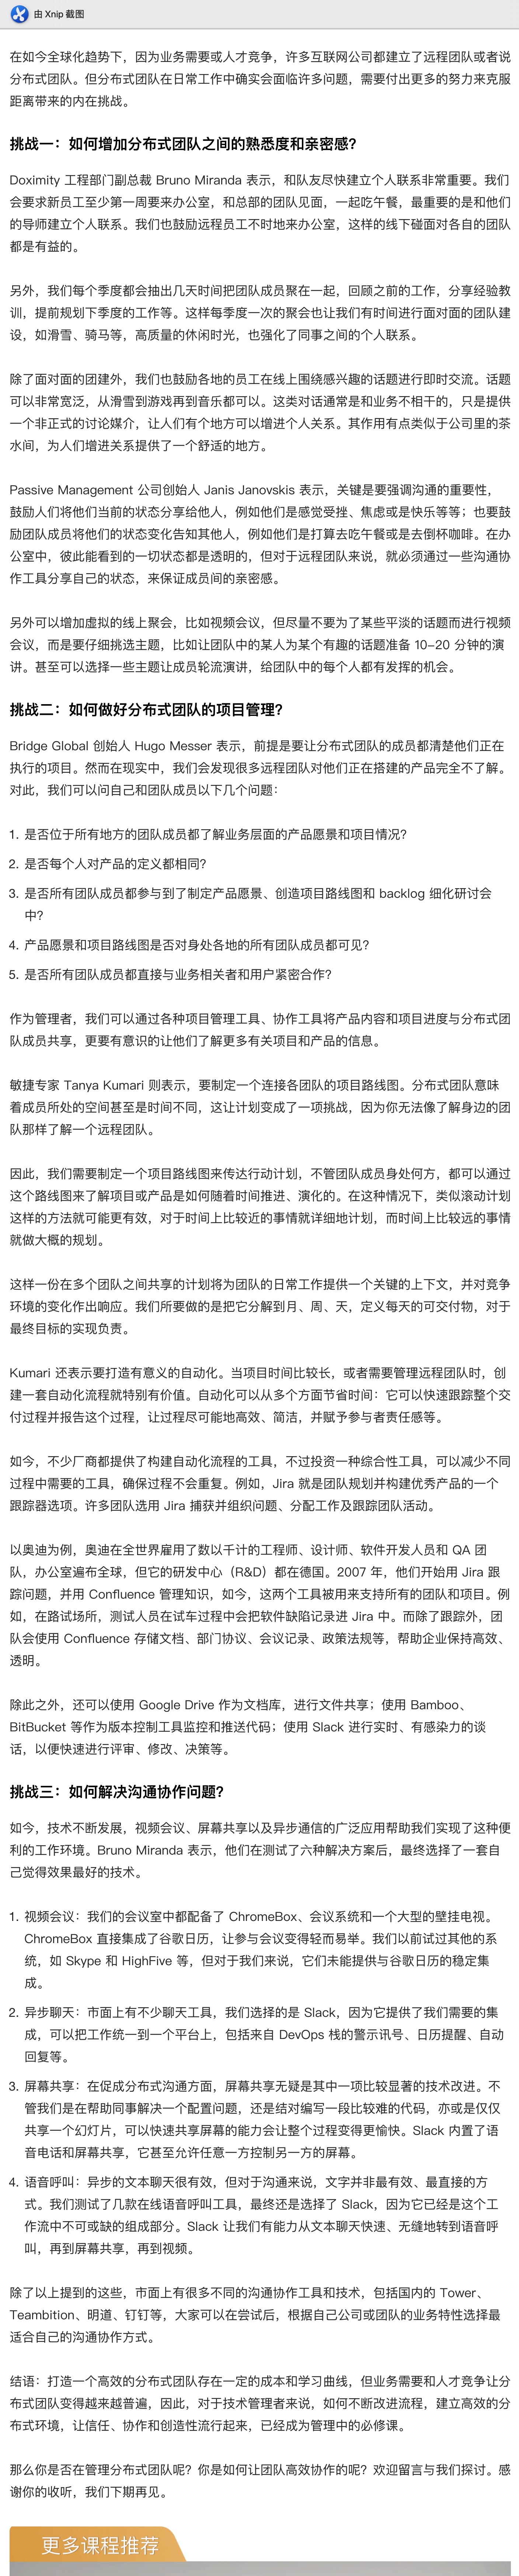 由 Xnip 截图
在如今全球化趋势下，因为业务需要或人才竞争，许多互联网公司都建立了远程团队或者说
分布式团队。但分布式团队在日常工作中确实会面临许多问题，需要付出更多的努力来克服
距离带来的内在挑战。
挑战一：如何增加分布式团队之间的熟悉度和亲密感？
Doximity 工程部门副总裁 Bruno Miranda 表示，和队友尽快建立个人联系非常重要。我们
会要求新员工至少第一周要来办公室，和总部的团队见面，一起吃午餐，最重要的是和他们
的导师建立个人联系。我们也鼓励远程员工不时地来办公室，这样的线下碰面对各自的团队
都是有益的。
另外，我们每个季度都会抽出几天时间把团队成员聚在一起，回顾之前的工作，分享经验教
训，提前规划下季度的工作等。这样每季度一次的聚会也让我们有时间进行面对面的团队建
设，如滑雪、骑马等，高质量的休闲时光，也强化了同事之间的个人联系。
除了面对面的团建外，我们也鼓励各地的员工在线上围绕感兴趣的话题进行即时交流。话题
可以非常宽泛，从滑雪到游戏再到音乐都可以。这类对话通常是和业务不相干的，只是提供
一个非正式的讨论媒介，让人们有个地方可以增进个人关系。其作用有点类似于公司里的茶
水间，为人们增进关系提供了一个舒适的地方。
Passive Management 公司创始人 Janis Janovskis 表示，关键是要强调沟通的重要性，
鼓励人们将他们当前的状态分享给他人，例如他们是感觉受挫、焦虑或是快乐等等；也要鼓
励团队成员将他们的状态变化告知其他人，例如他们是打算去吃午餐或是去倒杯咖啡。在办
公室中，彼此能看到的一切状态都是透明的，但对于远程团队来说，就必须通过一些沟通协
作工具分享自己的状态，来保证成员间的亲密感。
另外可以增加虚拟的线上聚会，比如视频会议，但尽量不要为了某些平淡的话题而进行视频
会议，而是要仔细挑选主题，比如让团队中的某人为某个有趣的话题准备 10-20 分钟的演
讲。甚至可以选择一些主题让成员轮流演讲，给团队中的每个人都有发挥的机会。
挑战二：如何做好分布式团队的项目管理？
Bridge Global 创始人 Hugo Messer 表示，前提是要让分布式团队的成员都清楚他们正在
执行的项目。然而在现实中，我们会发现很多远程团队对他们正在搭建的产品完全不了解。
对此，我们可以问自己和团队成员以下几个问题：
1. 是否位于所有地方的团队成员都了解业务层面的产品愿景和项目情况？
2. 是否每个人对产品的定义都相同？
3. 是否所有团队成员都参与到了制定产品愿景、创造项目路线图和 backlog 细化研讨会
中？
4. 产品愿景和项目路线图是否对身处各地的所有团队成员都可见？
5. 是否所有团队成员都直接与业务相关者和用户紧密合作？
作为管理者，我们可以通过各种项目管理工具、协作工具将产品内容和项目进度与分布式团
队成员共享，更要有意识的让他们了解更多有关项目和产品的信息。
敏捷专家 Tanya Kumari 则表示，要制定一个连接各团队的项目路线图。分布式团队意味
着成员所处的空间甚至是时间不同，这让计划变成了一项挑战，因为你无法像了解身边的团
队那样了解一个远程团队。
因此，我们需要制定一个项目路线图来传达行动计划，不管团队成员身处何方，都可以通过
这个路线图来了解项目或产品是如何随着时间推进、演化的。在这种情况下，类似滚动计划
这样的方法就可能更有效，对于时间上比较近的事情就详细地计划，而时间上比较远的事情
就做大概的规划。
这样一份在多个团队之间共享的计划将为团队的日常工作提供一个关键的上下文，并对竞争
环境的变化作出响应。我们所要做的是把它分解到月、周、天，定义每天的可交付物，对于
最终目标的实现负责。
Kumari 还表示要打造有意义的自动化。当项目时间比较长，或者需要管理远程团队时，创
建一套自动化流程就特别有价值。自动化可以从多个方面节省时间：它可以快速跟踪整个交
付过程并报告这个过程，让过程尽可能地高效、简洁，并赋予参与者责任感等。
如今，不少厂商都提供了构建自动化流程的工具，不过投资一种综合性工具，可以减少不同
过程中需要的工具，确保过程不会重复。例如，Jira 就是团队规划并构建优秀产品的一个
跟踪器选项。许多团队选用 Jira 捕获并组织问题、分配工作及跟踪团队活动。
以奥迪为例，奥迪在全世界雇用了数以千计的工程师、设计师、软件开发人员和 QA 团
队，办公室遍布全球，但它的研发中心（R&D）都在德国。2007 年，他们开始用 Jira 跟
踪问题，并用 Confluence 管理知识，如今，这两个工具被用来支持所有的团队和项目。例
如，在路试场所，测试人员在试车过程中会把软件缺陷记录进 Jira 中。而除了跟踪外，团
队会使用 Confluence 存储文档、部门协议、会议记录、政策法规等，帮助企业保持高效、
透明。
除此之外，还可以使用 Google Drive 作为文档库，进行文件共享；使用 Bamboo、
BitBucket 等作为版本控制工具监控和推送代码；使用 Slack 进行实时、有感染力的谈
话，以便快速进行评审、修改、决策等。
挑战三：如何解决沟通协作问题？
如今，技术不断发展，视频会议、屏幕共享以及异步通信的广泛应用帮助我们实现了这种便
利的工作环境。Bruno Miranda 表示，他们在测试了六种解决方案后，最终选择了一套自
己觉得效果最好的技术。
1. 视频会议：我们的会议室中都配备了 ChromeBox、会议系统和一个大型的壁挂电视。
ChromeBox 直接集成了谷歌日历，让参与会议变得轻而易举。我们以前试过其他的系
统，如 Skype 和 HighFive 等，但对于我们来说，它们未能提供与谷歌日历的稳定集
成。
2. 异步聊天：市面上有不少聊天工具，我们选择的是 Slack，因为它提供了我们需要的集
成，可以把工作统一到一个平台上，包括来自 DevOps 栈的警示讯号、日历提醒、自动
回复等。
3. 屏幕共享：在促成分布式沟通方面，屏幕共享无疑是其中一项比较显著的技术改进。不
管我们是在帮助同事解决一个配置问题，还是结对编写一段比较难的代码，亦或是仅仅
共享一个幻灯片，可以快速共享屏幕的能力会让整个过程变得更愉快。Slack 内置了语
音电话和屏幕共享，它甚至允许任意一方控制另一方的屏幕。
4. 语音呼叫：异步的文本聊天很有效，但对于沟通来说，文字并非最有效、最直接的方
式。我们测试了几款在线语音呼叫工具，最终还是选择了 Slack，因为它已经是这个工
作流中不可或缺的组成部分。Slack 让我们有能力从文本聊天快速、无缝地转到语音呼
叫，再到屏幕共享，再到视频。
除了以上提到的这些，市面上有很多不同的沟通协作工具和技术，包括国内的 Tower、
Teambition、明道、钉钉等，大家可以在尝试后，根据自己公司或团队的业务特性选择最
适合自己的沟通协作方式。
结语：打造一个高效的分布式团队存在一定的成本和学习曲线，但业务需要和人才竞争让分
布式团队变得越来越普遍，因此，对于技术管理者来说，如何不断改进流程，建立高效的分
布式环境，让信任、协作和创造性流行起来，已经成为管理中的必修课。
那么你是否在管理分布式团队呢？你是如何让团队高效协作的呢？欢迎留言与我们探讨。感
谢你的收听，我们下期再见。
更多课程推荐